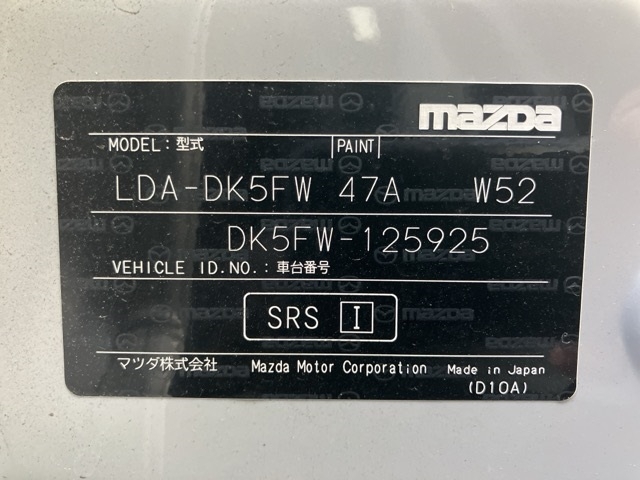 mazda
MODEL: 型式 PAINT
LDA-DK5FW 47A W52
DK5FW-125925
VEHICLE ID.NO.: 車台番号
SRS I
マツダ株式会社 Mazda Motor Corporation Made in Japan
(D10A)